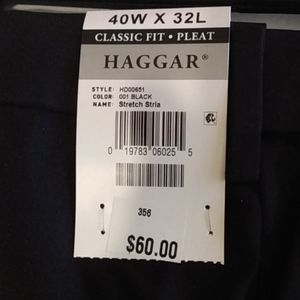 40W X 32L
CLASSIC FIT • PLEAT
HAGGAR®
STYLE: HD00651
COLOR: 001 BLACK
NAME: Stretch Stria
0 19783 06025 5
356
$60.00